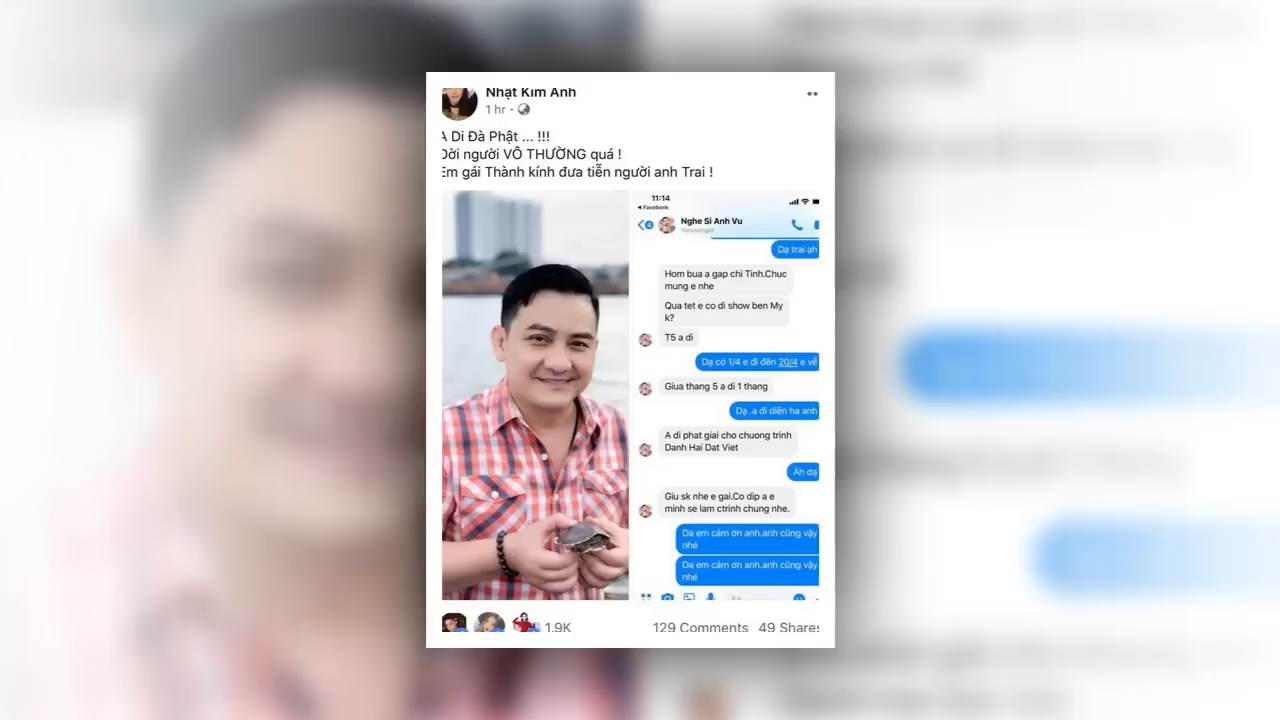 Nhật Kim Anh
1 hr
A Di Đà Phật ... !!!
Đời người VÔ THƯỜNG quá !
Em gái Thành kính đưa tiễn người anh Trai !
11:14
Facebook
4
Nghe Si Anh Vu
Messenger
Dạ trai ạh
Hom bua a gap chi Tinh.Chuc
mung e nhe
Qua tet e co di show ben My
k?
T5 a di
Dạ có 1/4 e di đến 20/4 e về
Giua thang 5 a di 1 thang
Dạ .a đi diễn ha anh
A di phat giai cho chuong trinh
Danh Hai Dat Viet
Àh dạ
Giu sk nhe e gai.Co dip a e
minh se lam ctrinh chung nhe.
Da em cảm ơn anh.anh cũng vậy
nhé
Da em cảm ơn anh.anh cũng vậy
nhé
Aa
1.9K
129 Comments
49 Shares